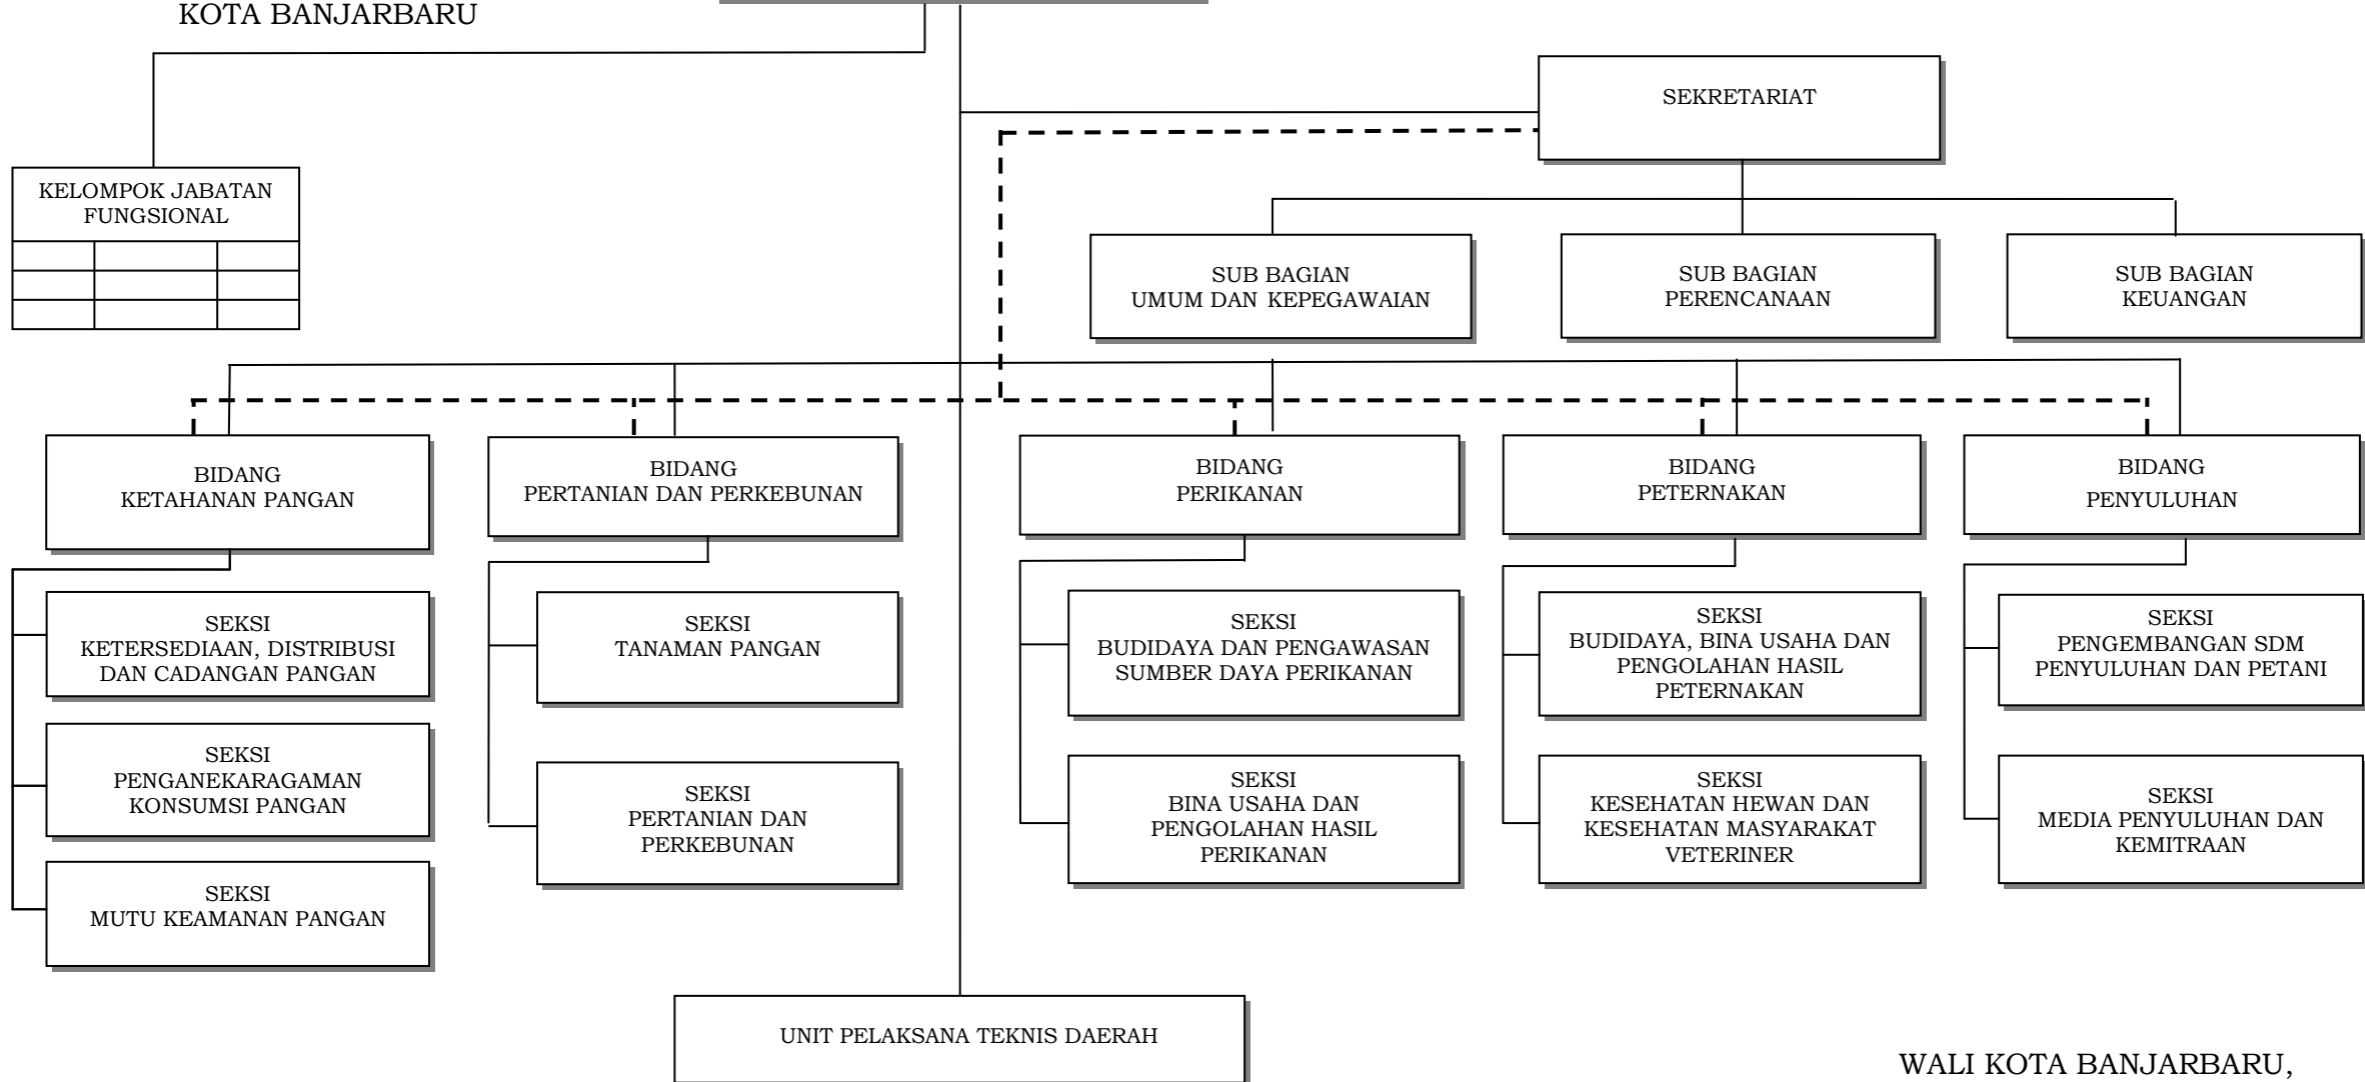 KOTA BANJARBARU
SEKRETARIAT
KELOMPOK JABATAN
FUNGSIONAL
SUB BAGIAN
UMUM DAN KEPEGAWAIAN
SUB BAGIAN
PERENCANAAN
SUB BAGIAN
KEUANGAN
BIDANG
KETAHANAN PANGAN
BIDANG
PERTANIAN DAN PERKEBUNAN
BIDANG
PERIKANAN
BIDANG
PETERNAKAN
BIDANG
PENYULUHAN
SEKSI
KETERSEDIAAN, DISTRIBUSI
DAN CADANGAN PANGAN
SEKSI
TANAMAN PANGAN
SEKSI
BUDIDAYA DAN PENGAWASAN
SUMBER DAYA PERIKANAN
SEKSI
BUDIDAYA, BINA USAHA DAN
PENGOLAHAN HASIL
PETERNAKAN
SEKSI
PENGEMBANGAN SDM
PENYULUHAN DAN PETANI
SEKSI
PENGANEKARAGAMAN
KONSUMSI PANGAN
SEKSI
PERTANIAN DAN
PERKEBUNAN
SEKSI
BINA USAHA DAN
PENGOLAHAN HASIL
PERIKANAN
SEKSI
KESEHATAN HEWAN DAN
KESEHATAN MASYARAKAT
VETERINER
SEKSI
MEDIA PENYULUHAN DAN
KEMITRAAN
SEKSI
MUTU KEAMANAN PANGAN
UNIT PELAKSANA TEKNIS DAERAH
WALI KOTA BANJARBARU,